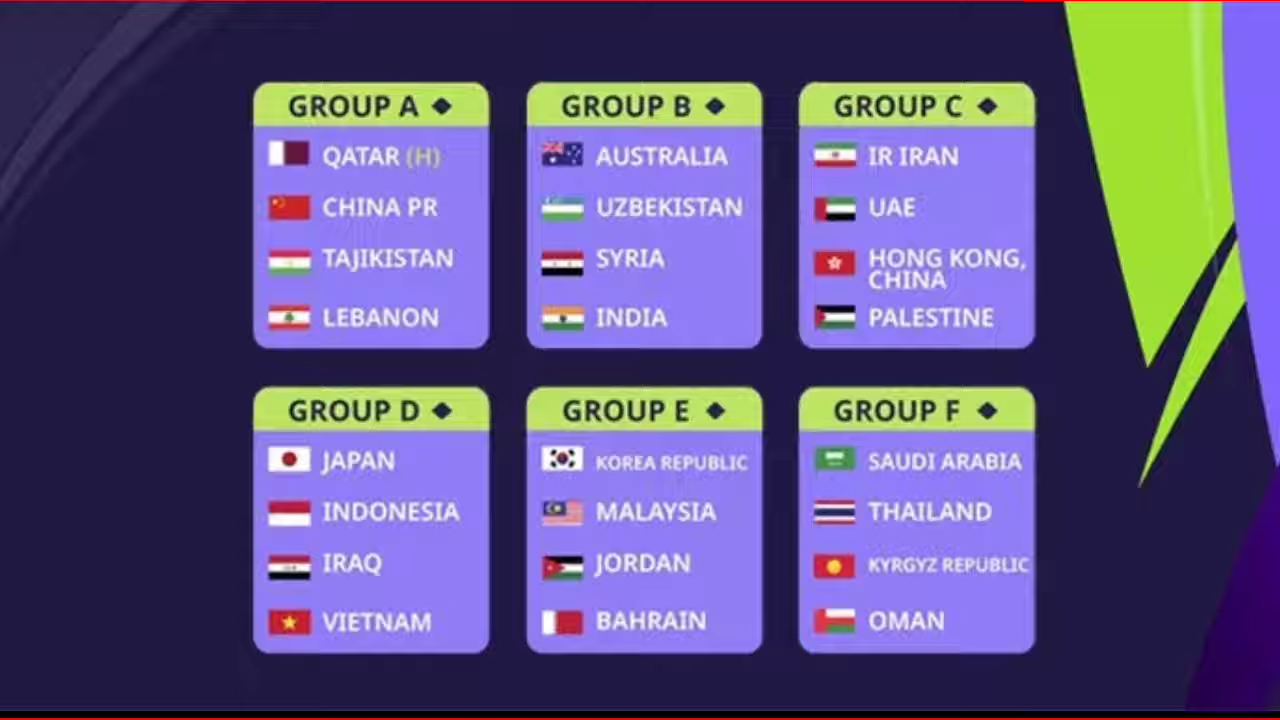 GROUP A
QATAR (H)
CHINA PR
TAJIKISTAN
LEBANON
GROUP B
AUSTRALIA
UZBEKISTAN
SYRIA
INDIA
GROUP C
IR IRAN
UAE
HONG KONG,
CHINA
PALESTINE
GROUP D
JAPAN
INDONESIA
IRAQ
VIETNAM
GROUP E
KOREA REPUBLIC
MALAYSIA
JORDAN
BAHRAIN
GROUP F
SAUDI ARABIA
THAILAND
KYRGYZ REPUBLIC
OMAN